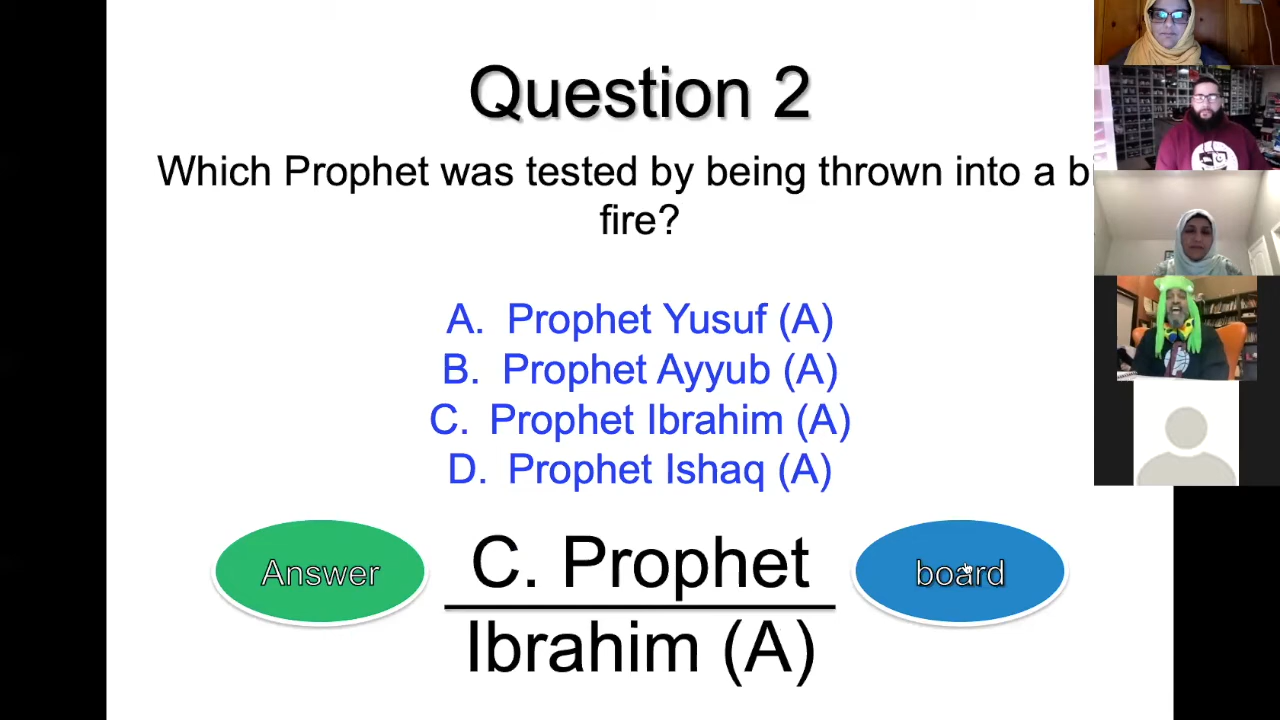 Question 2
Which Prophet was tested by being thrown into a
fire?
A. Prophet Yusuf (A)
B. Prophet Ayyub (A)
C. Prophet Ibrahim (A)
D. Prophet Ishaq (A)
Answer
C. Prophet
Ibrahim (A)
board